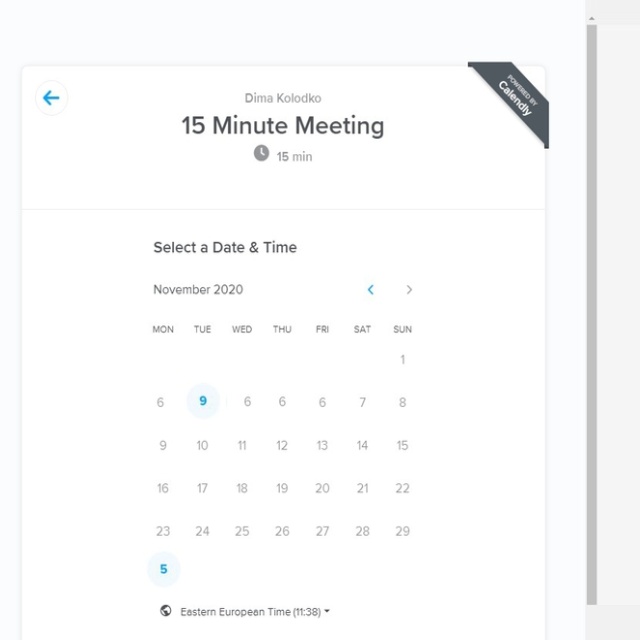 POWERED BY
Calendly
Dima Kolodko
15 Minute Meeting
15 min
Select a Date & Time
November 2020
MON TUE WED THU FRI SAT SUN
1
6 9 6 6 6 7 8
9 10 11 12 13 14 15
16 17 18 19 20 21 22
23 24 25 26 27 28 29
5
Eastern European Time (11:38)